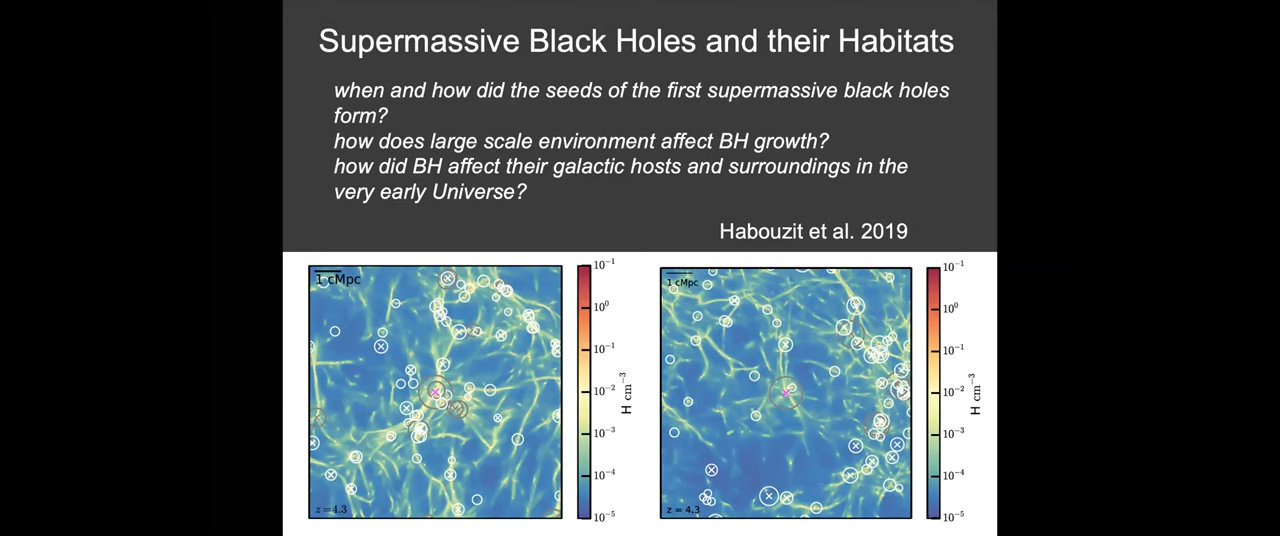 Supermassive Black Holes and their Habitats
when and how did the seeds of the first supermassive black holes
form?
how does large scale environment affect BH growth?
how did BH affect their galactic hosts and surroundings in the
very early Universe?
Habouzit et al. 2019
1 cMpc
z = 4.3
10⁻¹
10⁰
10⁻¹
10⁻²
10⁻³
10⁻⁴
10⁻⁵
H cm⁻³
1 cMpc
z = 4.3
10⁻¹
10⁰
10⁻¹
10⁻²
10⁻³
10⁻⁴
10⁻⁵
H cm⁻³